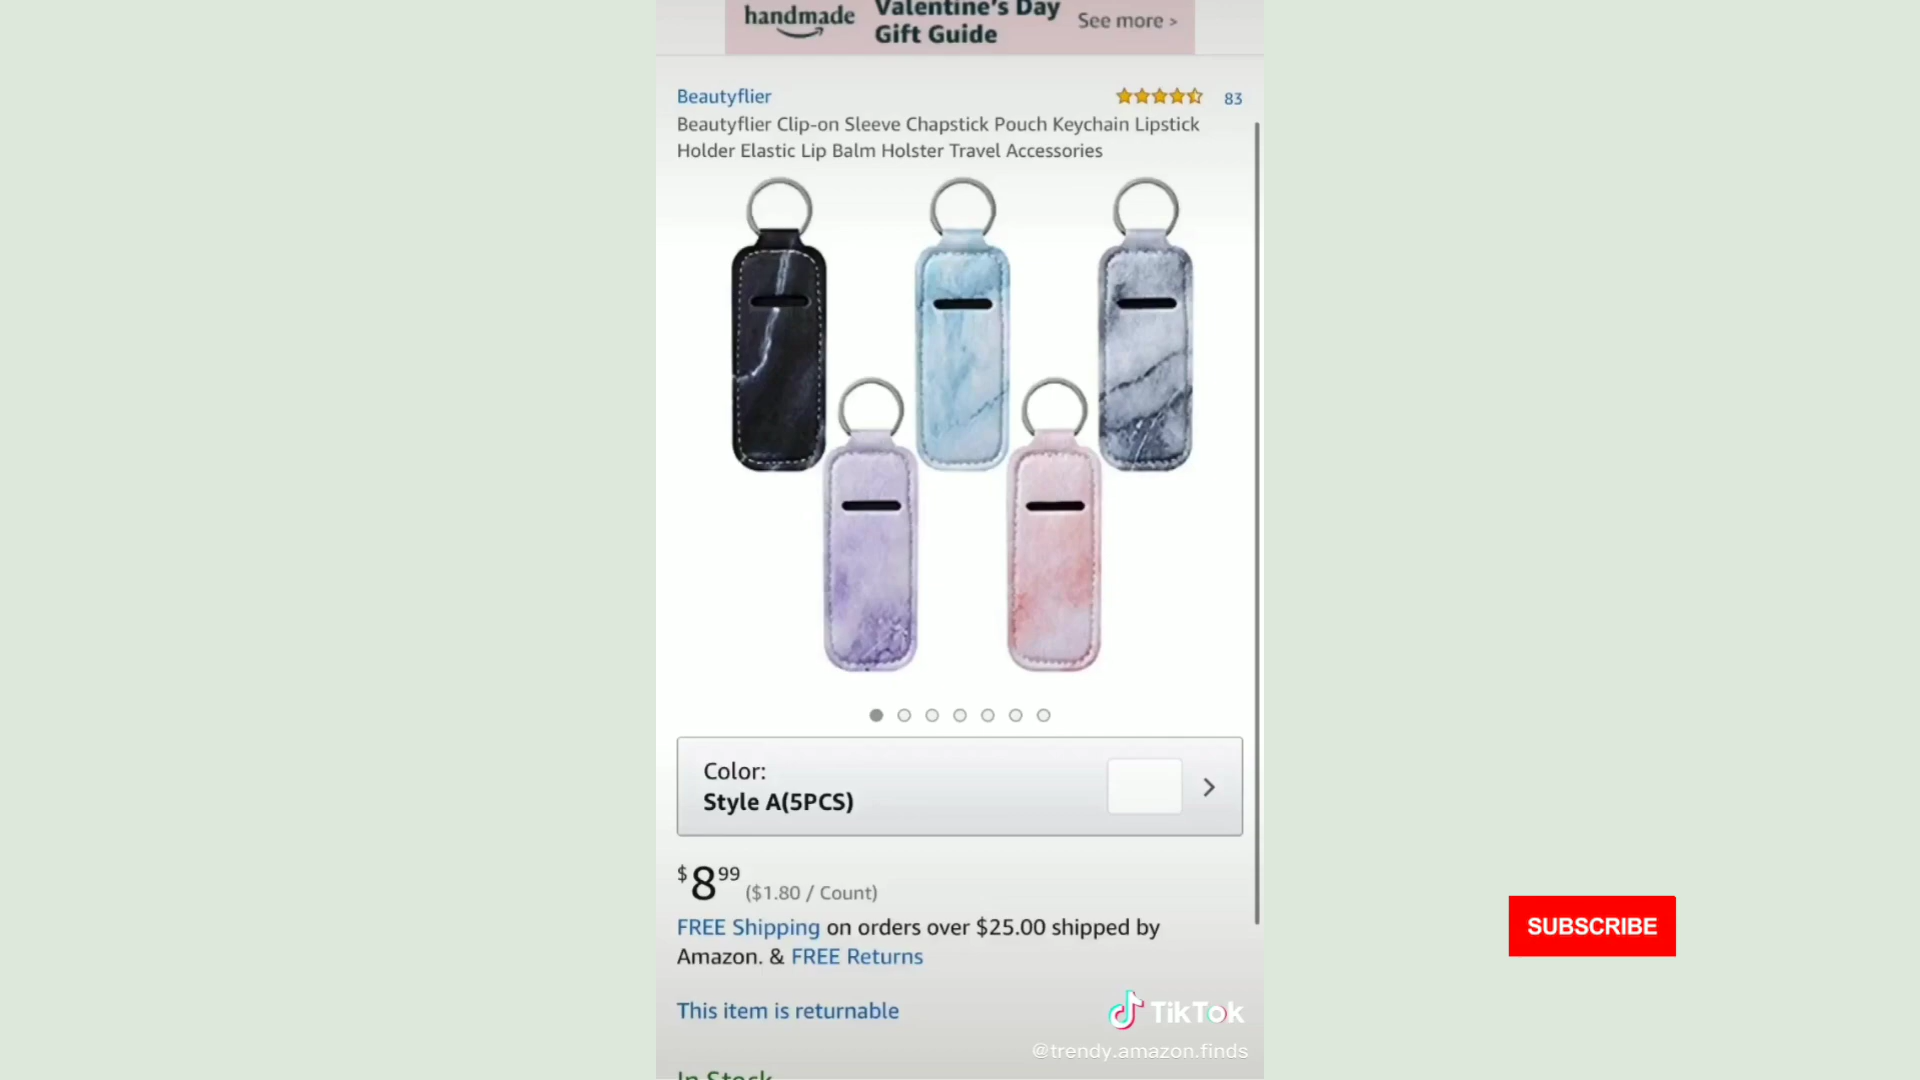 handmade
Valentine's Day
Gift Guide
See more >
Beautyflier
83
Beautyflier Clip-on Sleeve Chapstick Pouch Keychain Lipstick
Holder Elastic Lip Balm Holster Travel Accessories
Color:
Style A(5PCS)
$8.99 ($1.80 / Count)
FREE Shipping on orders over $25.00 shipped by
Amazon. & FREE Returns
This item is returnable
In Stock
SUBSCRIBE
TikTok
@trendy.amazon.finds